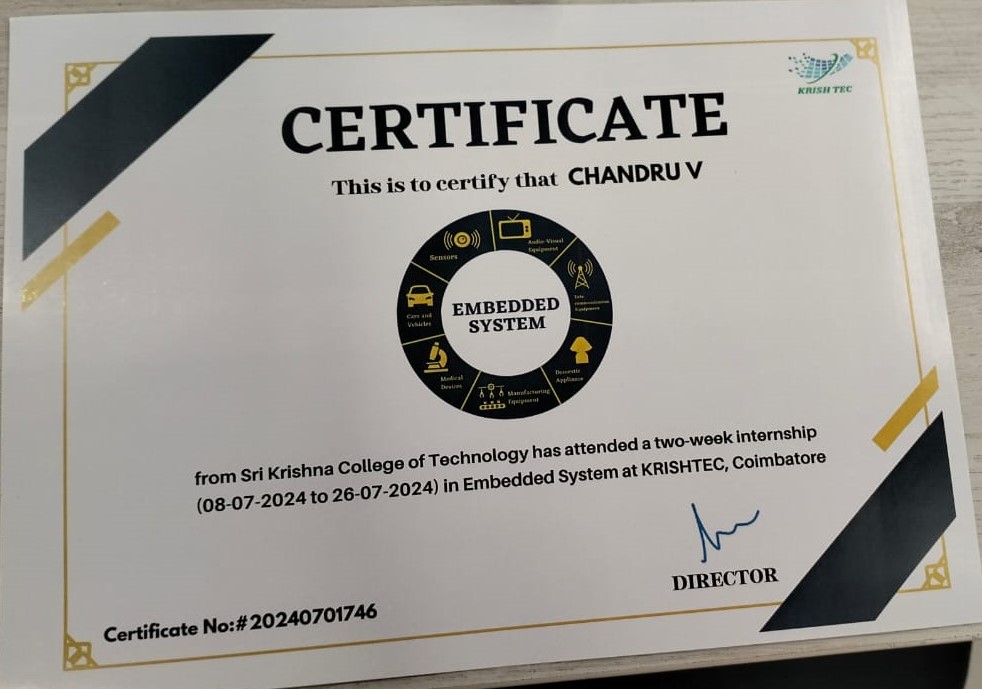 KRISH TEC
CERTIFICATE
This is to certify that CHANDRU V
Sensors
Audio-Visual
Equipment
Tele
communication
Equipment
Cars and
Vehicles
EMBEDDED
SYSTEM
Medical
Devices
Domestic
Appliance
Manufacturing
Equipment
from Sri Krishna College of Technology has attended a two-week internship
(08-07-2024 to 26-07-2024) in Embedded System at KRISHTEC, Coimbatore
DIRECTOR
Certificate No:#20240701746